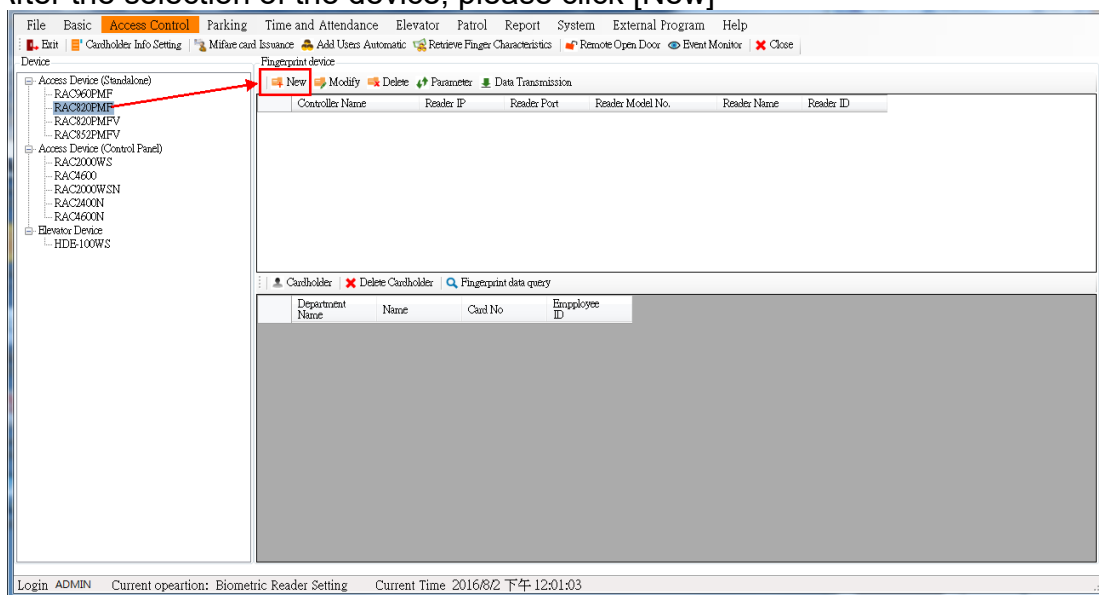 After the selection of the device, please click [New]
File Basic Access Control Parking Time and Attendance Elevator Patrol Report System External Program Help
Exit Cardholder Info Setting Mifare card Issuance Add Users Automatic Retrieve Finger Characteristics Remote Open Door Event Monitor Close
Device
Access Device (Standalone)
RAC960PMF
RAC820PMF
RAC820PMFV
RAC852PMFV
Access Device (Control Panel)
RAC2000WS
RAC4600
RAC2000WSN
RAC2400N
RAC4600N
Elevator Device
HDE-100WS
Fingerprint device
New Modify Delete Parameter Data Transmission
Controller Name Reader IP Reader Port Reader Model No. Reader Name Reader ID
Cardholder Delete Cardholder Fingerprint data query
Department Name Name Card No Empployee ID
Login ADMIN Current opeartion: Biometric Reader Setting Current Time 2016/8/2 下午 12:01:03